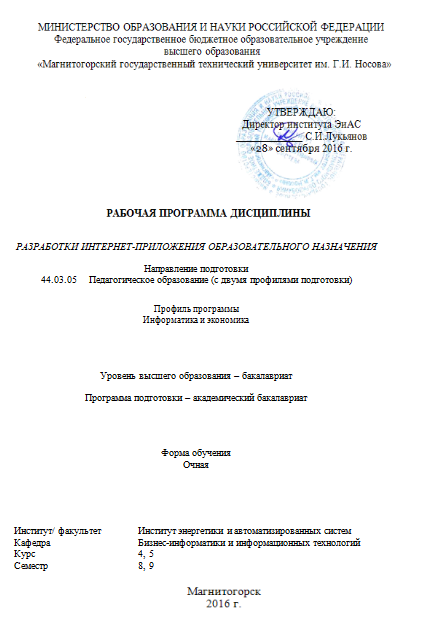 МИНИСТЕРСТВО ОБРАЗОВАНИЯ И НАУКИ РОССИЙСКОЙ ФЕДЕРАЦИИ
Федеральное государственное бюджетное образовательное учреждение
высшего образования
«Магнитогорский государственный технический университет им. Г.И. Носова»
УТВЕРЖДАЮ:
Директор института ЭнАС
С.И.Лукьянов
«28» сентября 2016 г.
РАБОЧАЯ ПРОГРАММА ДИСЦИПЛИНЫ
РАЗРАБОТКИ ИНТЕРНЕТ-ПРИЛОЖЕНИЯ ОБРАЗОВАТЕЛЬНОГО НАЗНАЧЕНИЯ
Направление подготовки
44.03.05 Педагогическое образование (с двумя профилями подготовки)
Профиль программы
Информатика и экономика
Уровень высшего образования – бакалавриат
Программа подготовки – академический бакалавриат
Форма обучения
Очная
Институт/ факультет Институт энергетики и автоматизированных систем
Кафедра Бизнес-информатики и информационных технологий
Курс 4, 5
Семестр 8, 9
Магнитогорск
2016 г.